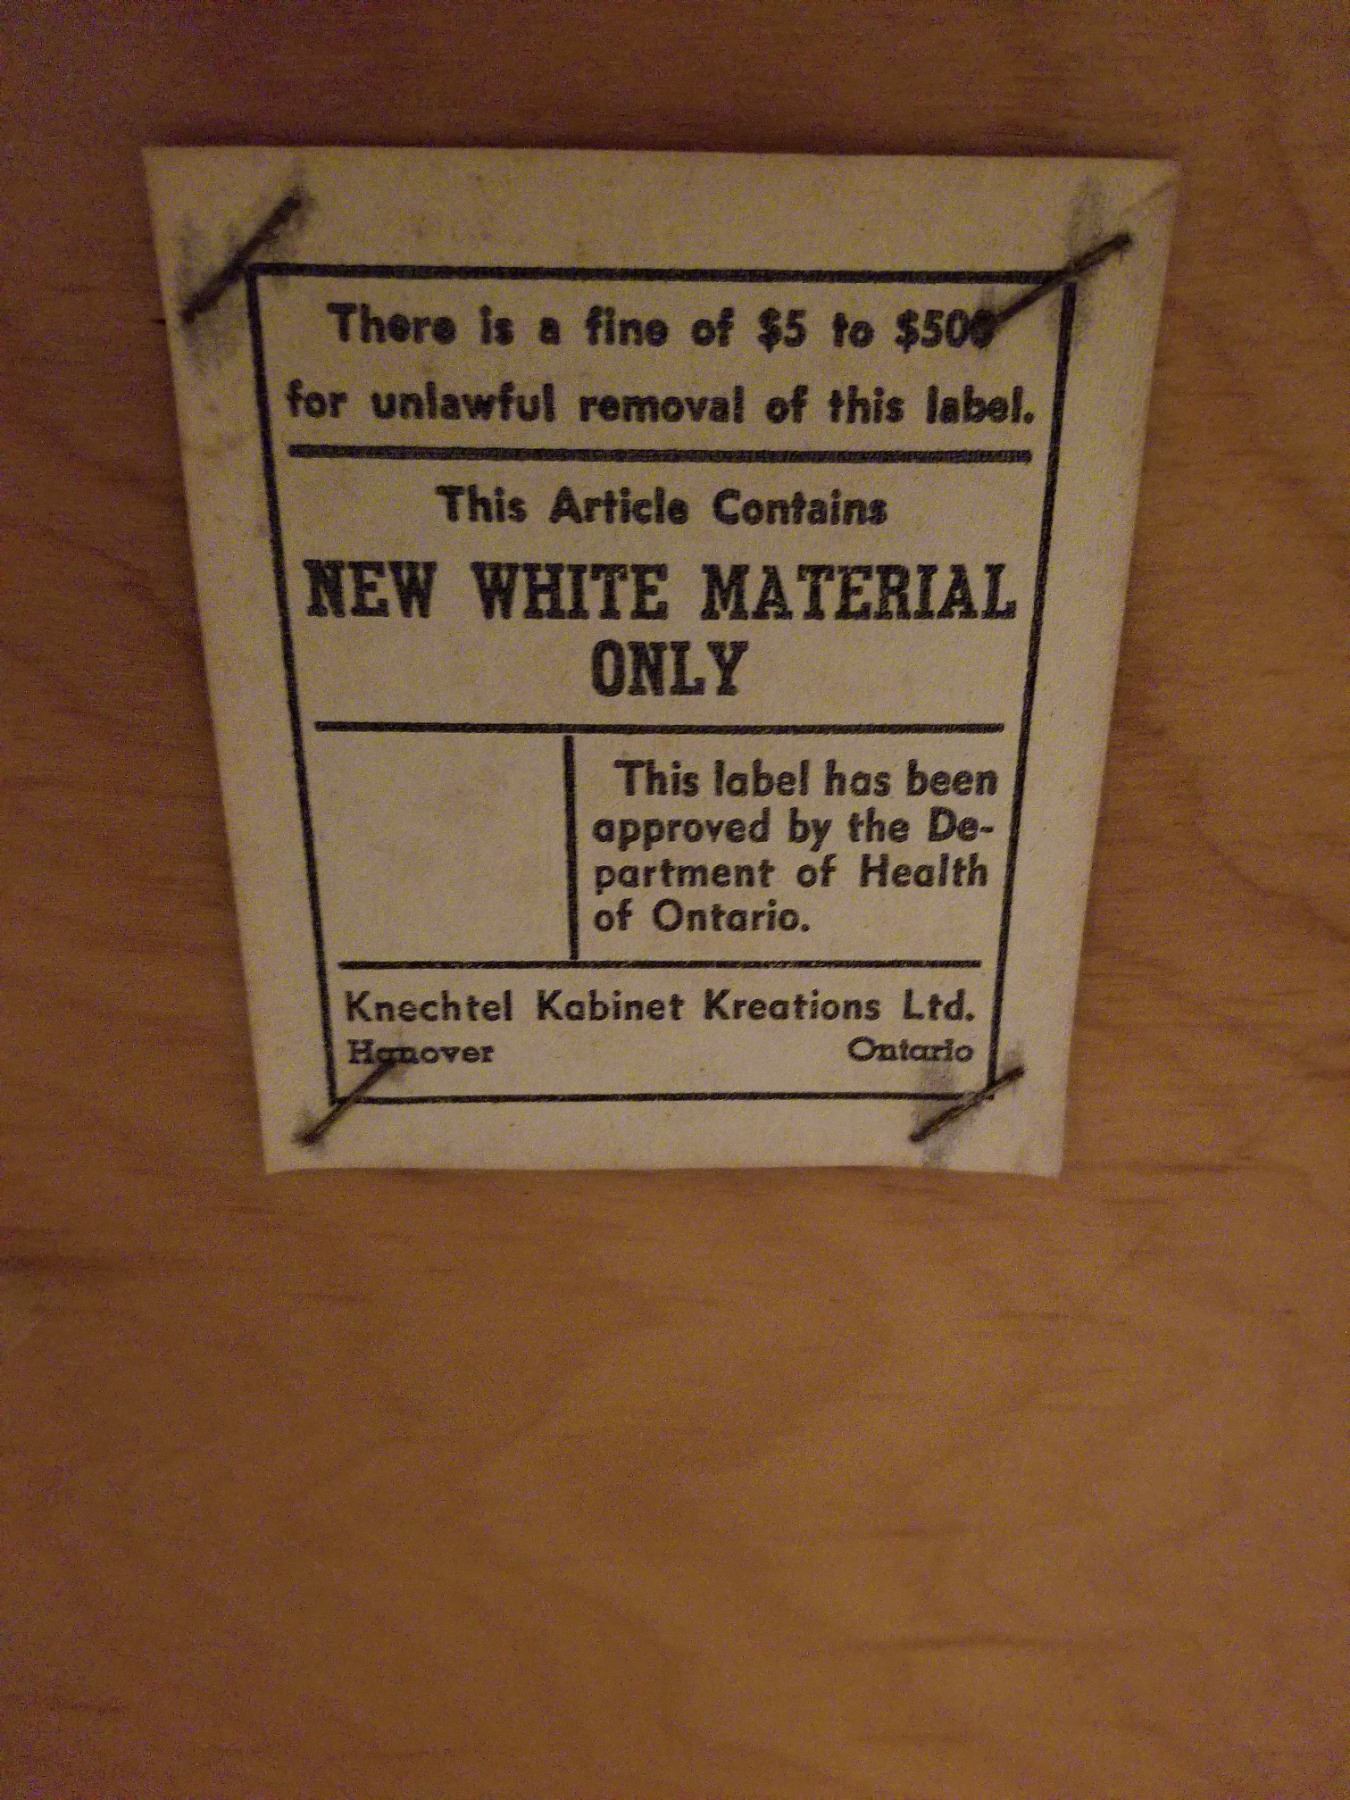 There is a fine of $5 to $500
for unlawful removal of this label.
This Article Contains
NEW WHITE MATERIAL
ONLY
This label has been
approved by the De-
partment of Health
of Ontario.
Knechtel Kabinet Kreations Ltd.
Hanover Ontario